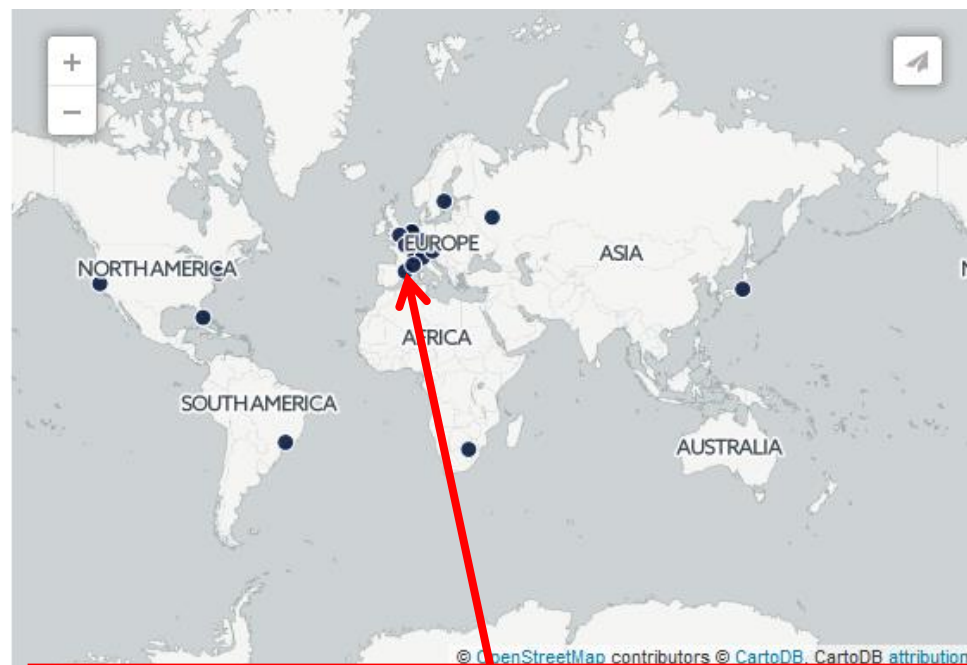 +
−
EUROPE
ASIA
NORTH AMERICA
AFRICA
SOUTH AMERICA
AUSTRALIA
N
© OpenStreetMap contributors © CartoDB, CartoDB attribution